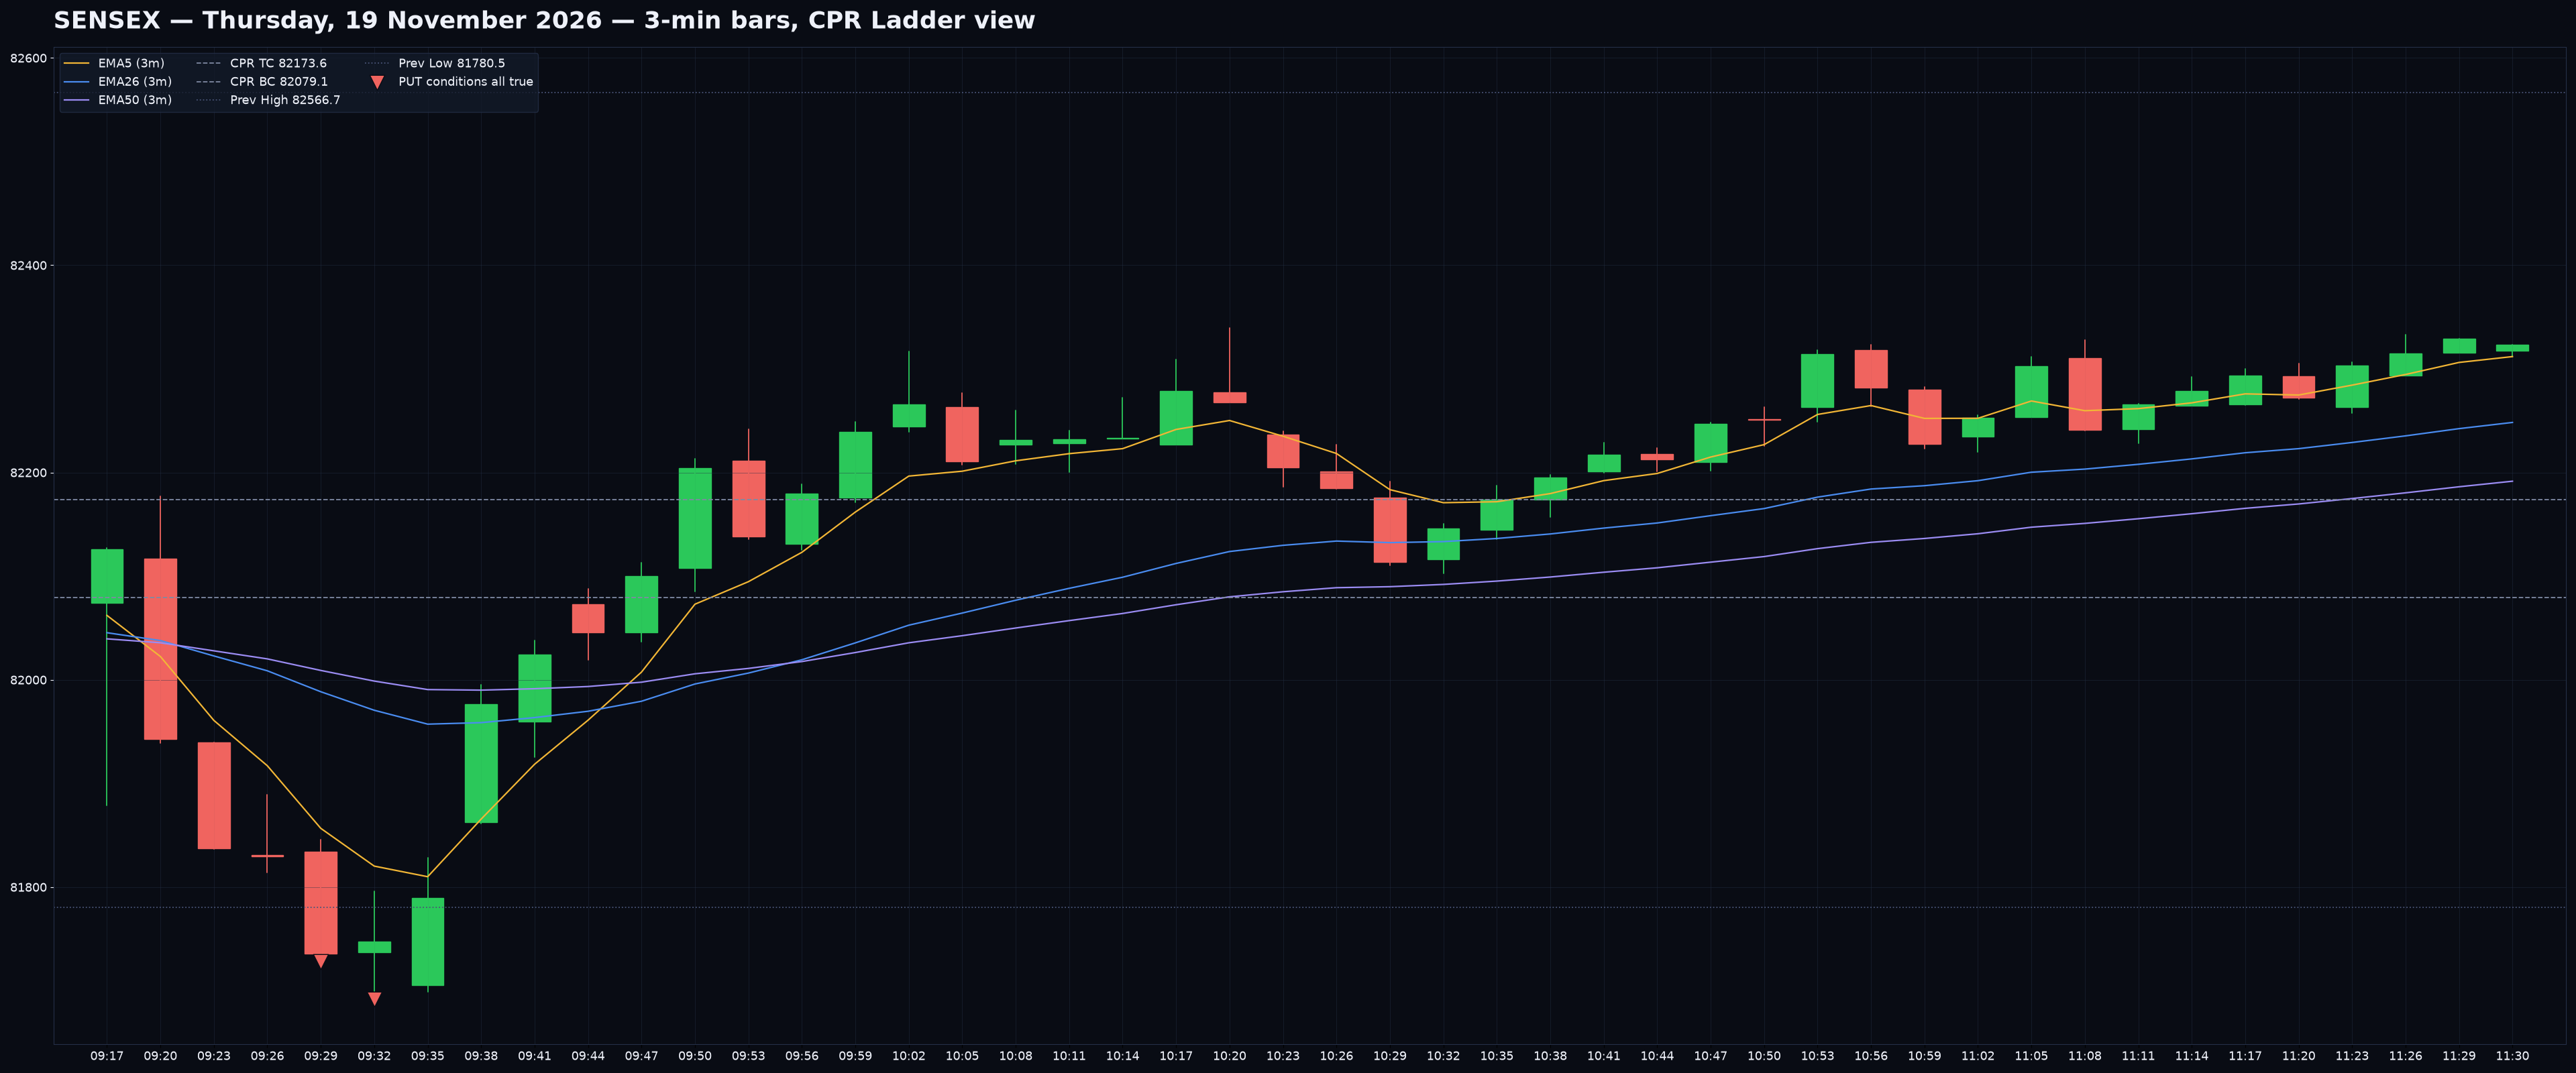 SENSEX — Thursday, 19 November 2026 — 3-min bars, CPR Ladder view
EMA5 (3m)
EMA26 (3m)
EMA50 (3m)
CPR TC 82173.6
CPR BC 82079.1
Prev High 82566.7
Prev Low 81780.5
PUT conditions all true
82600
82400
82200
82000
81800
09:17 09:20 09:23 09:26 09:29 09:32 09:35 09:38 09:41 09:44 09:47 09:50 09:53 09:56 09:59 10:02 10:05 10:08 10:11 10:14 10:17 10:20 10:23 10:26 10:29 10:32 10:35 10:38 10:41 10:44 10:47 10:50 10:53 10:56 10:59 11:02 11:05 11:08 11:11 11:14 11:17 11:20 11:23 11:26 11:29 11:30